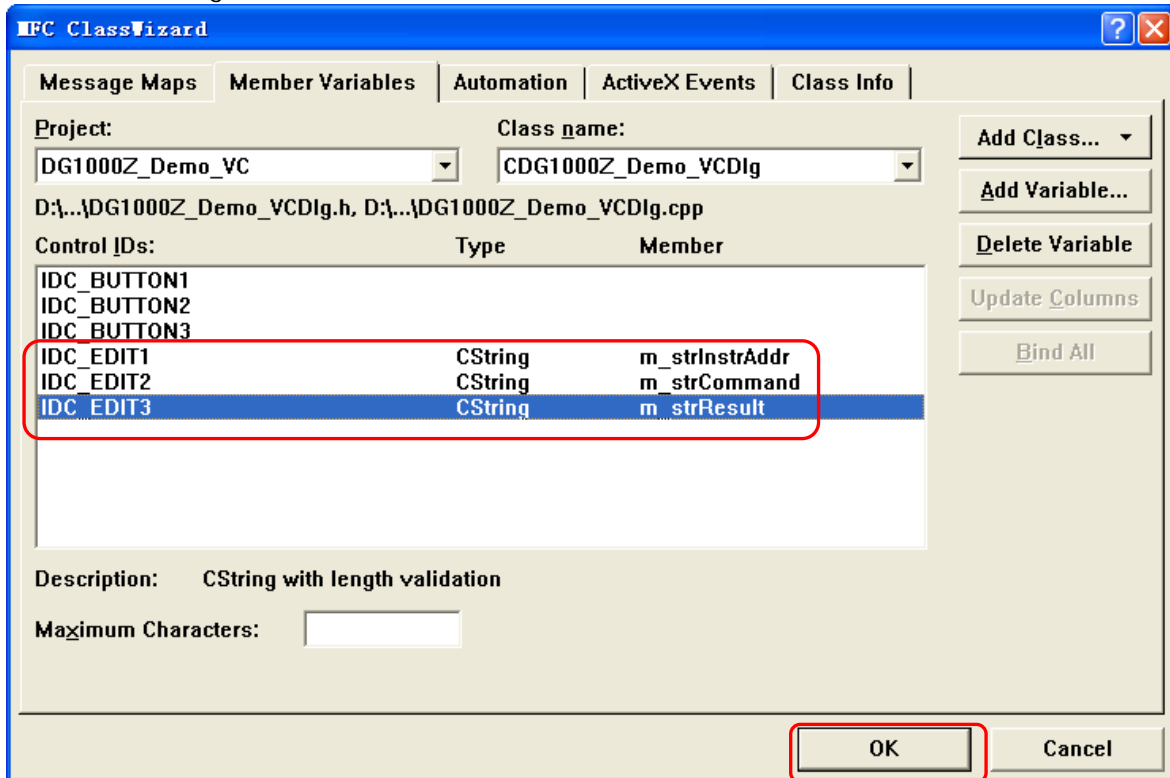 MFC ClassWizard
Message Maps Member Variables Automation ActiveX Events Class Info
Project: Class name:
DG1000Z_Demo_VC CDG1000Z_Demo_VCDlg
D:\...\DG1000Z_Demo_VCDlg.h, D:\...\DG1000Z_Demo_VCDlg.cpp
Control IDs: Type Member
IDC_BUTTON1
IDC_BUTTON2
IDC_BUTTON3
IDC_EDIT1 CString m_strInstrAddr
IDC_EDIT2 CString m_strCommand
IDC_EDIT3 CString m_strResult
Add Class...
Add Variable...
Delete Variable
Update Columns
Bind All
Description: CString with length validation
Maximum Characters:
OK Cancel